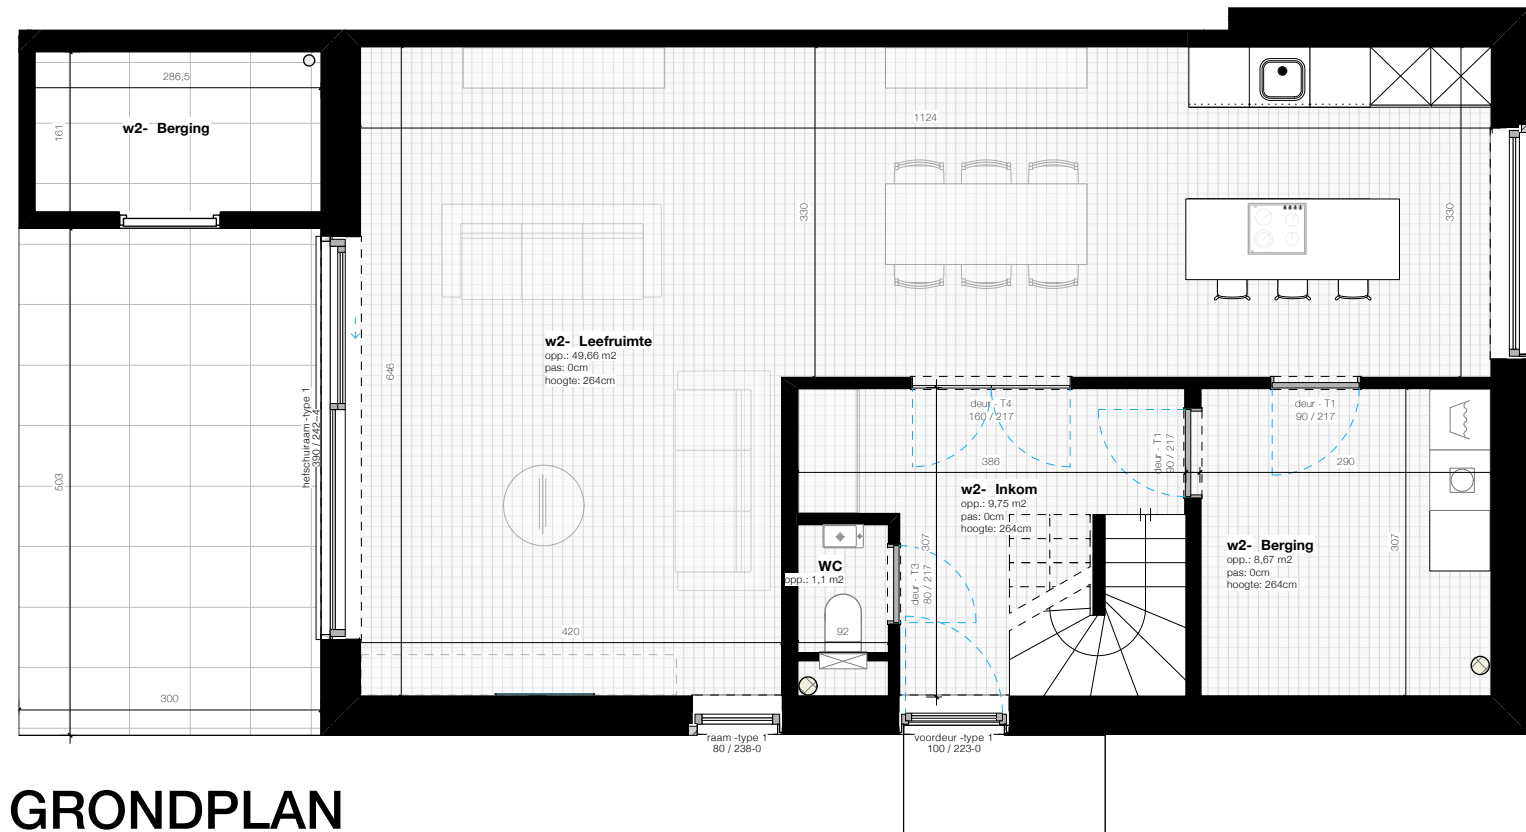 286,5
161
w2- Berging
1124
330
330
w2- Leefruimte
opp.: 49,66 m2
pas: 0cm
hoogte: 264cm
646
hefschuiraam -type 1
390 / 242-4
503
deur - T4
160 / 217
deur - T1
90 / 217
deur - T1
90 / 217
386
290
w2- Inkom
opp.: 9,75 m2
pas: 0cm
hoogte: 264cm
307
307
w2- Berging
opp.: 8,67 m2
pas: 0cm
hoogte: 264cm
WC
opp.: 1,1 m2
deur - T3
80 / 217
420
92
300
raam -type 1
80 / 238-0
voordeur -type 1
100 / 223-0
GRONDPLAN